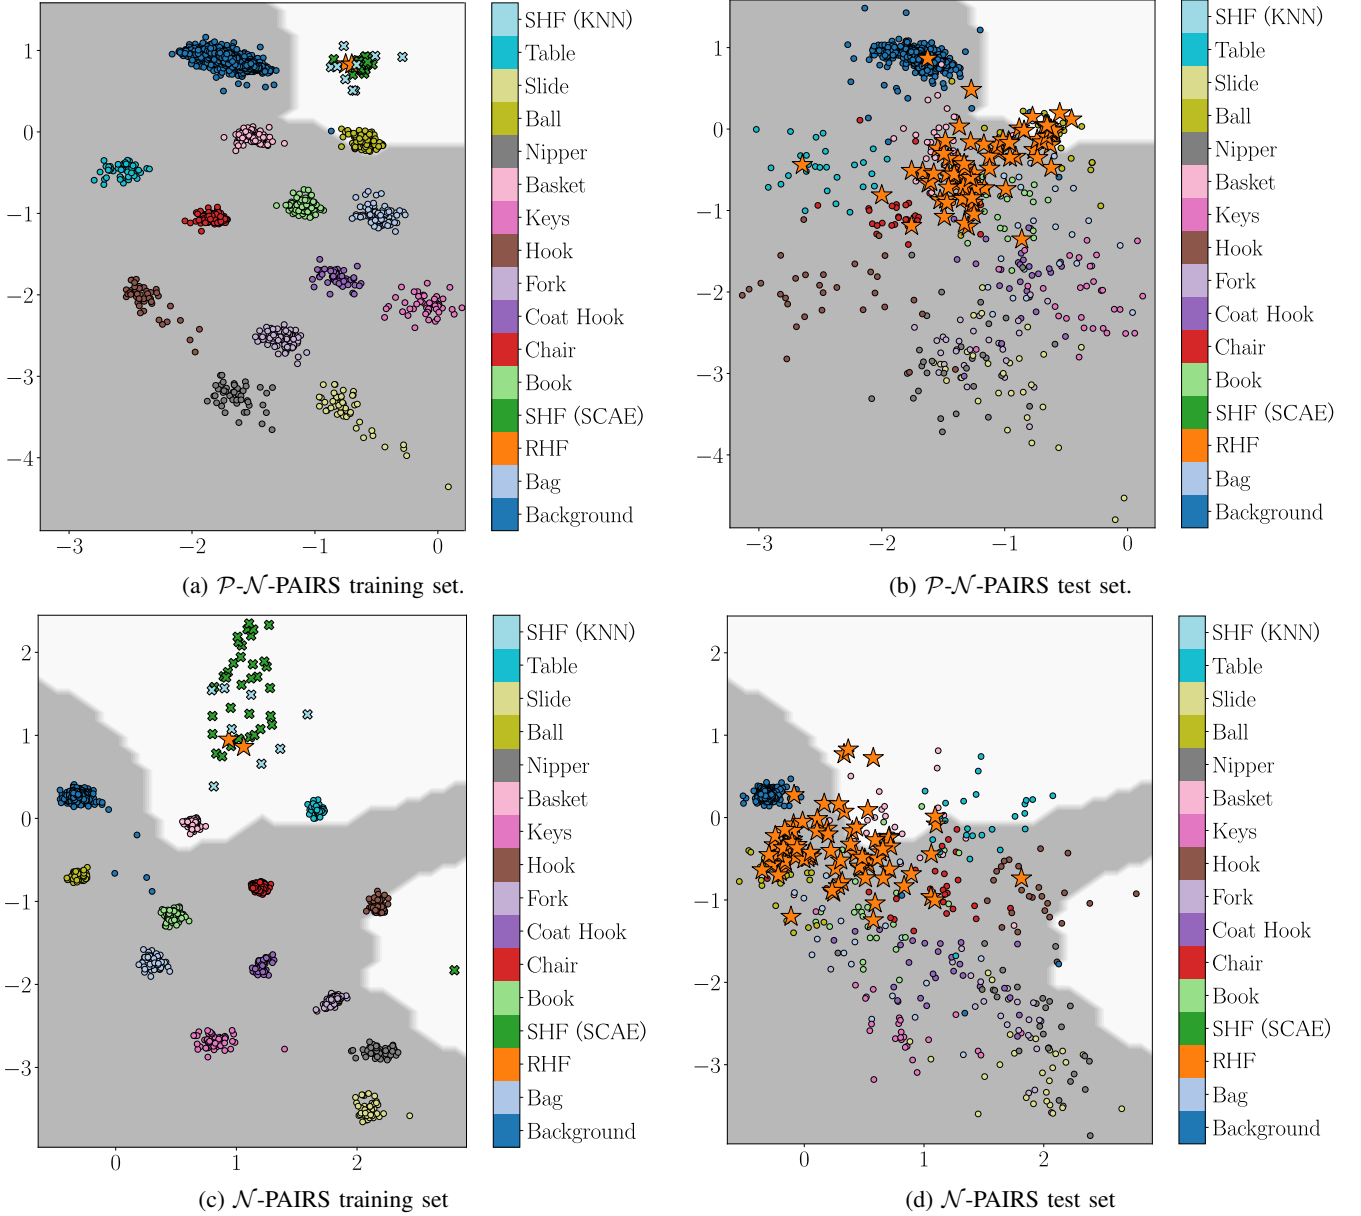 SHF (KNN)
Table
Slide
Ball
Nipper
Basket
Keys
Hook
Fork
Coat Hook
Chair
Book
SHF (SCAE)
RHF
Bag
Background
1
0
−1
−2
−3
−4
−3
−2
−1
0
(a) 𝒫-𝒩-PAIRS training set.
SHF (KNN)
Table
Slide
Ball
Nipper
Basket
Keys
Hook
Fork
Coat Hook
Chair
Book
SHF (SCAE)
RHF
Bag
Background
1
0
−1
−2
−3
−4
−3
−2
−1
0
(b) 𝒫-𝒩-PAIRS test set.
SHF (KNN)
Table
Slide
Ball
Nipper
Basket
Keys
Hook
Fork
Coat Hook
Chair
Book
SHF (SCAE)
RHF
Bag
Background
2
1
0
−1
−2
−3
0
1
2
(c) 𝒩-PAIRS training set
SHF (KNN)
Table
Slide
Ball
Nipper
Basket
Keys
Hook
Fork
Coat Hook
Chair
Book
SHF (SCAE)
RHF
Bag
Background
2
1
0
−1
−2
−3
0
1
2
(d) 𝒩-PAIRS test set